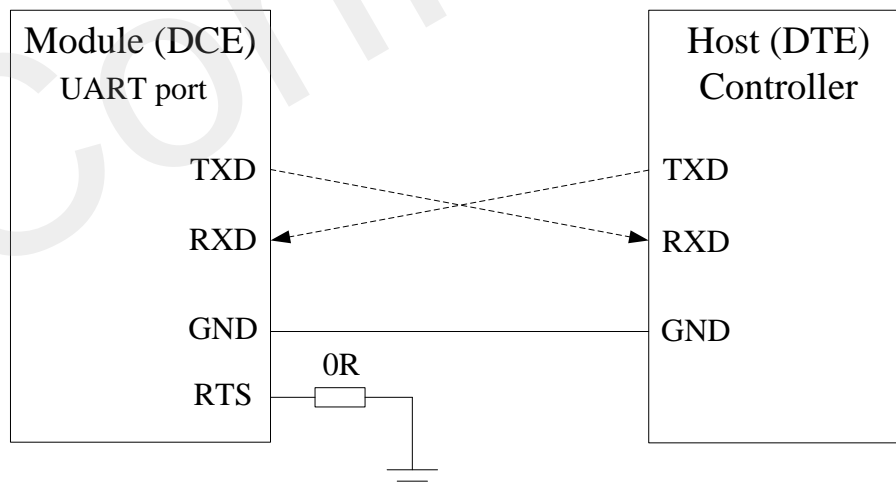 Module (DCE)
UART port
Host (DTE)
Controller
TXD
TXD
RXD
RXD
GND
GND
0R
RTS